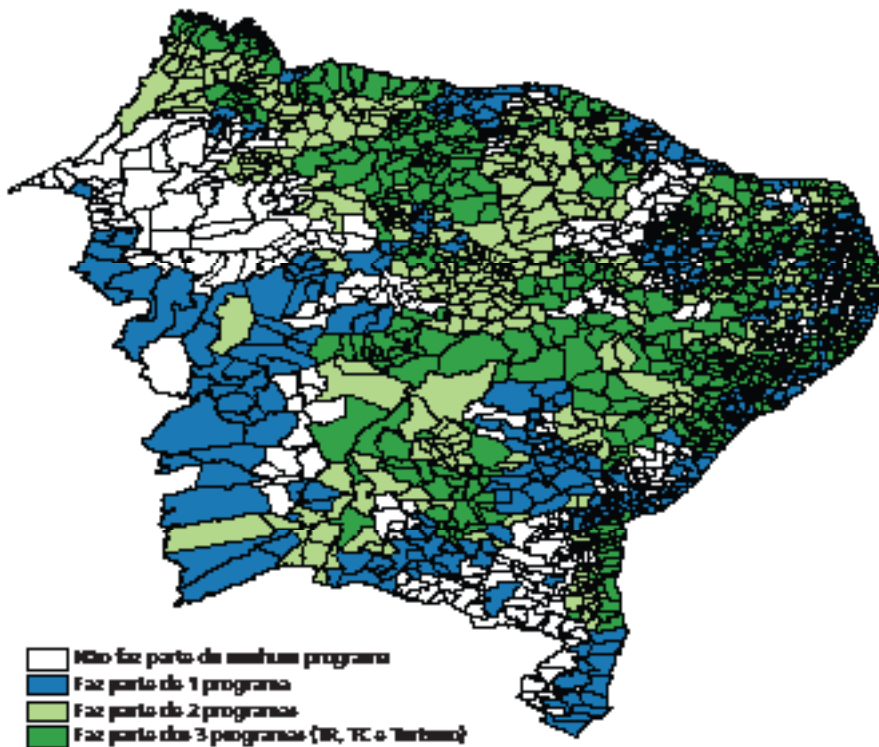 Não faz parte de nenhum programa
Faz parte de 1 programa
Faz parte de 2 programas
Faz parte dos 3 programas (TR, TC e Turismo)